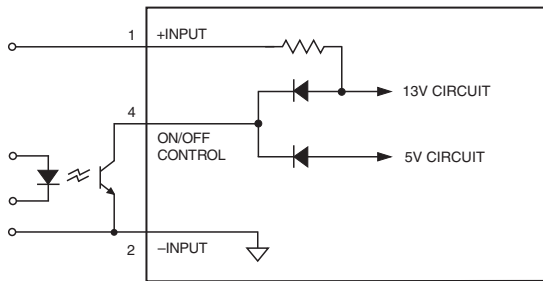 1 +INPUT
13V CIRCUIT
4
ON/OFF
CONTROL
5V CIRCUIT
2 –INPUT